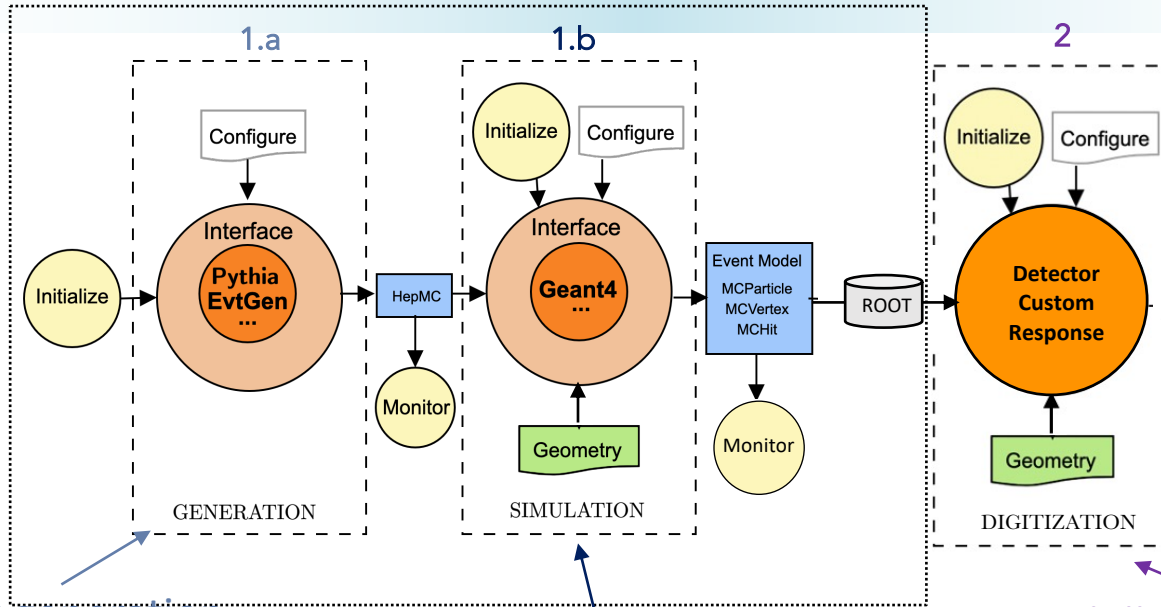 1.a
1.b
2
Configure
Initialize
Configure
Initialize
Configure
Initialize
Interface
Pythia
EvtGen
...
HepMC
Monitor
Interface
Geant4
...
Geometry
Event Model
MCParticle
MCVertex
MCHit
Monitor
ROOT
Detector
Custom
Response
Geometry
GENERATION
SIMULATION
DIGITIZATION